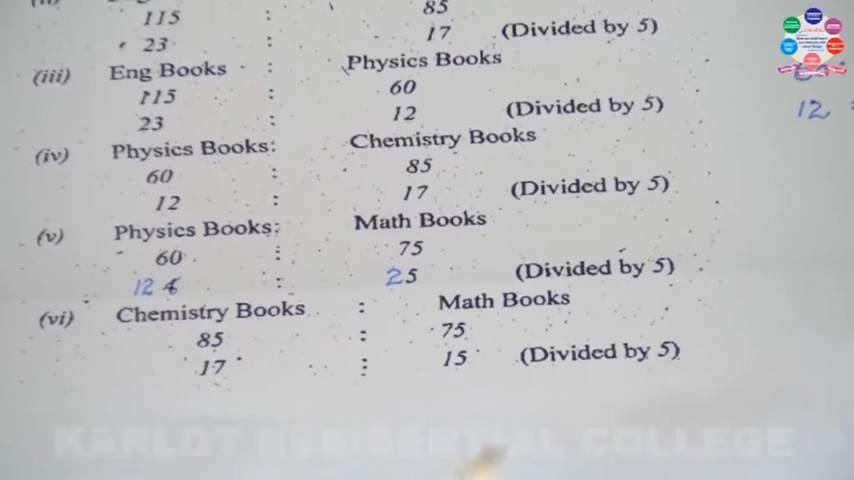 115 : 85
23 : 17 (Divided by 5)
(iii) Eng Books : Physics Books
115 : 60
23 : 12 (Divided by 5)
12 :
(iv) Physics Books: Chemistry Books
60 : 85
12 : 17 (Divided by 5)
(v) Physics Books: Math Books
60 : 75
12 4 : 25 (Divided by 5)
(vi) Chemistry Books : Math Books
85 : 75
17 : 15 (Divided by 5)
KARLOT RESIDENTIAL COLLEGE